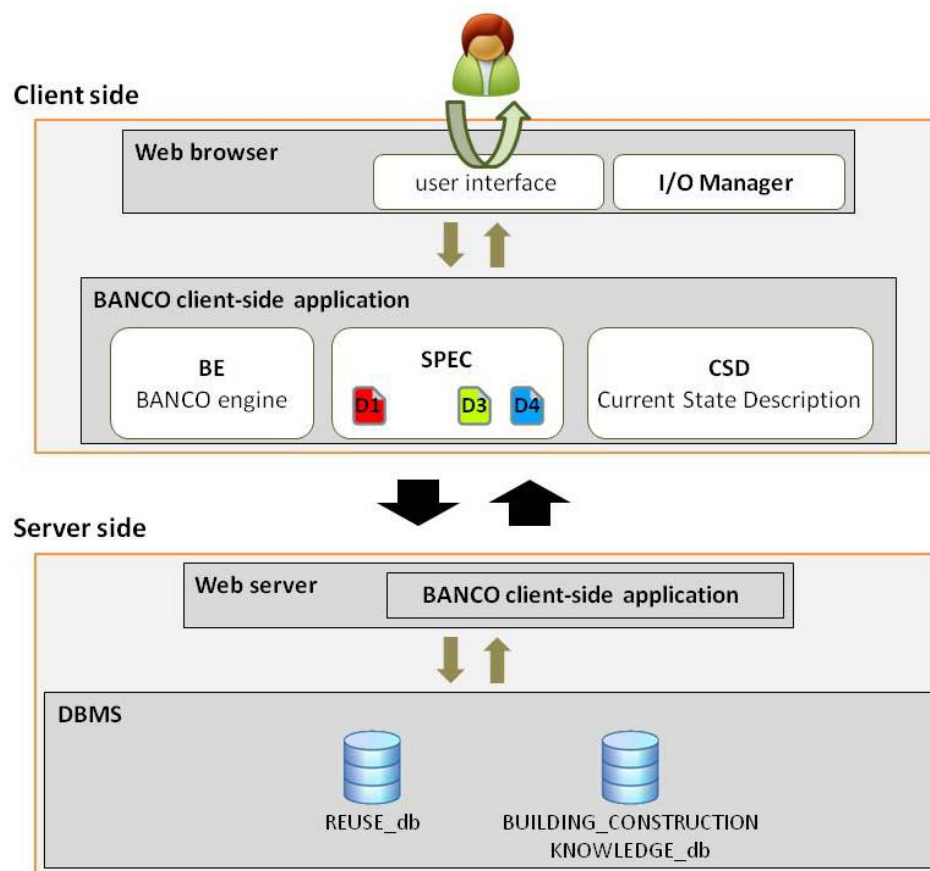 Client side
Web browser
user interface
I/O Manager
BANCO client-side application
BE
BANCO engine
SPEC
D1
D3
D4
CSD
Current State Description
Server side
Web server
BANCO client-side application
DBMS
REUSE_db
BUILDING_CONSTRUCTION
KNOWLEDGE_db